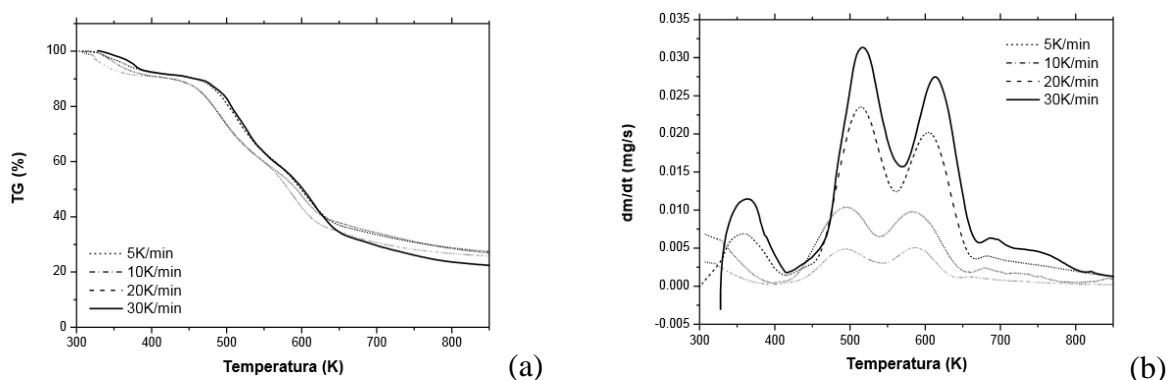 100
80
60
40
20
0
TG (%)
5K/min
10K/min
20K/min
30K/min
300 400 500 600 700 800
Temperatura (K)
(a)
0.035
0.030
0.025
0.020
0.015
0.010
0.005
0.000
-0.005
dm/dt (mg/s)
5K/min
10K/min
20K/min
30K/min
300 400 500 600 700 800
Temperatura (K)
(b)